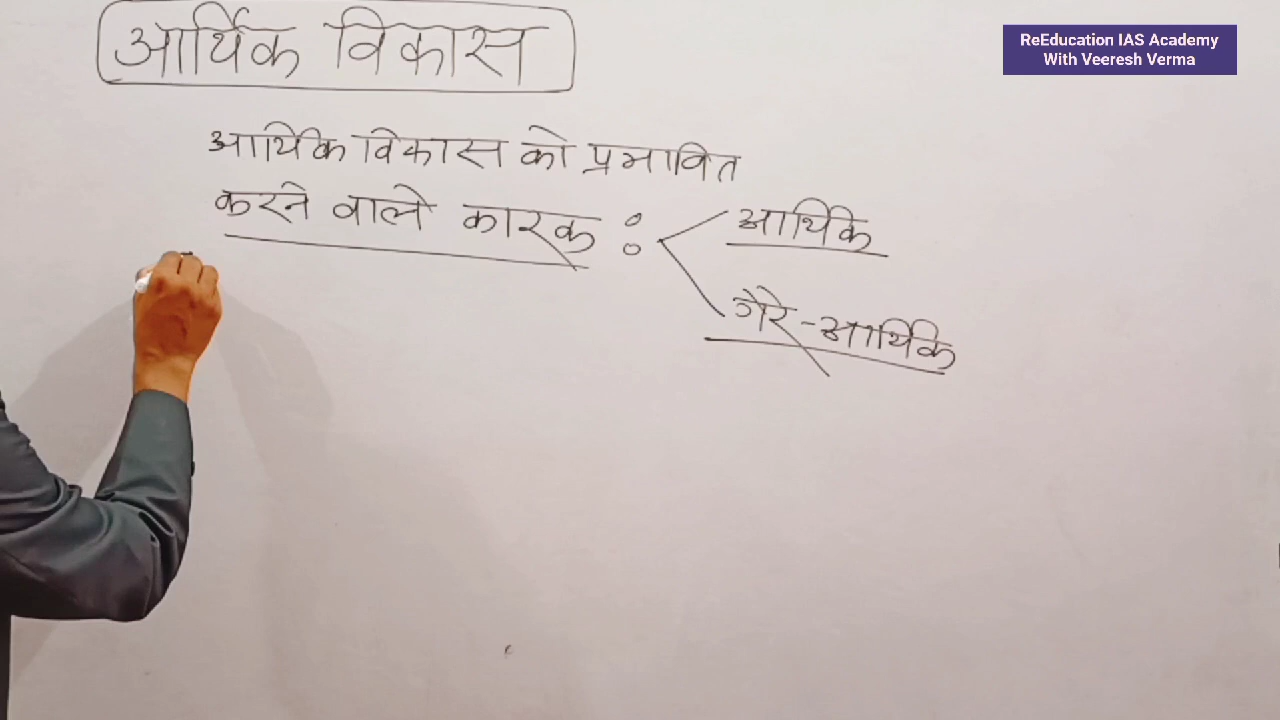 आर्थिक विकास
ReEducation IAS Academy
With Veeresh Verma
आर्थिक विकास को प्रभावित
करने वाले कारक :
आर्थिक
गैर-आर्थिक